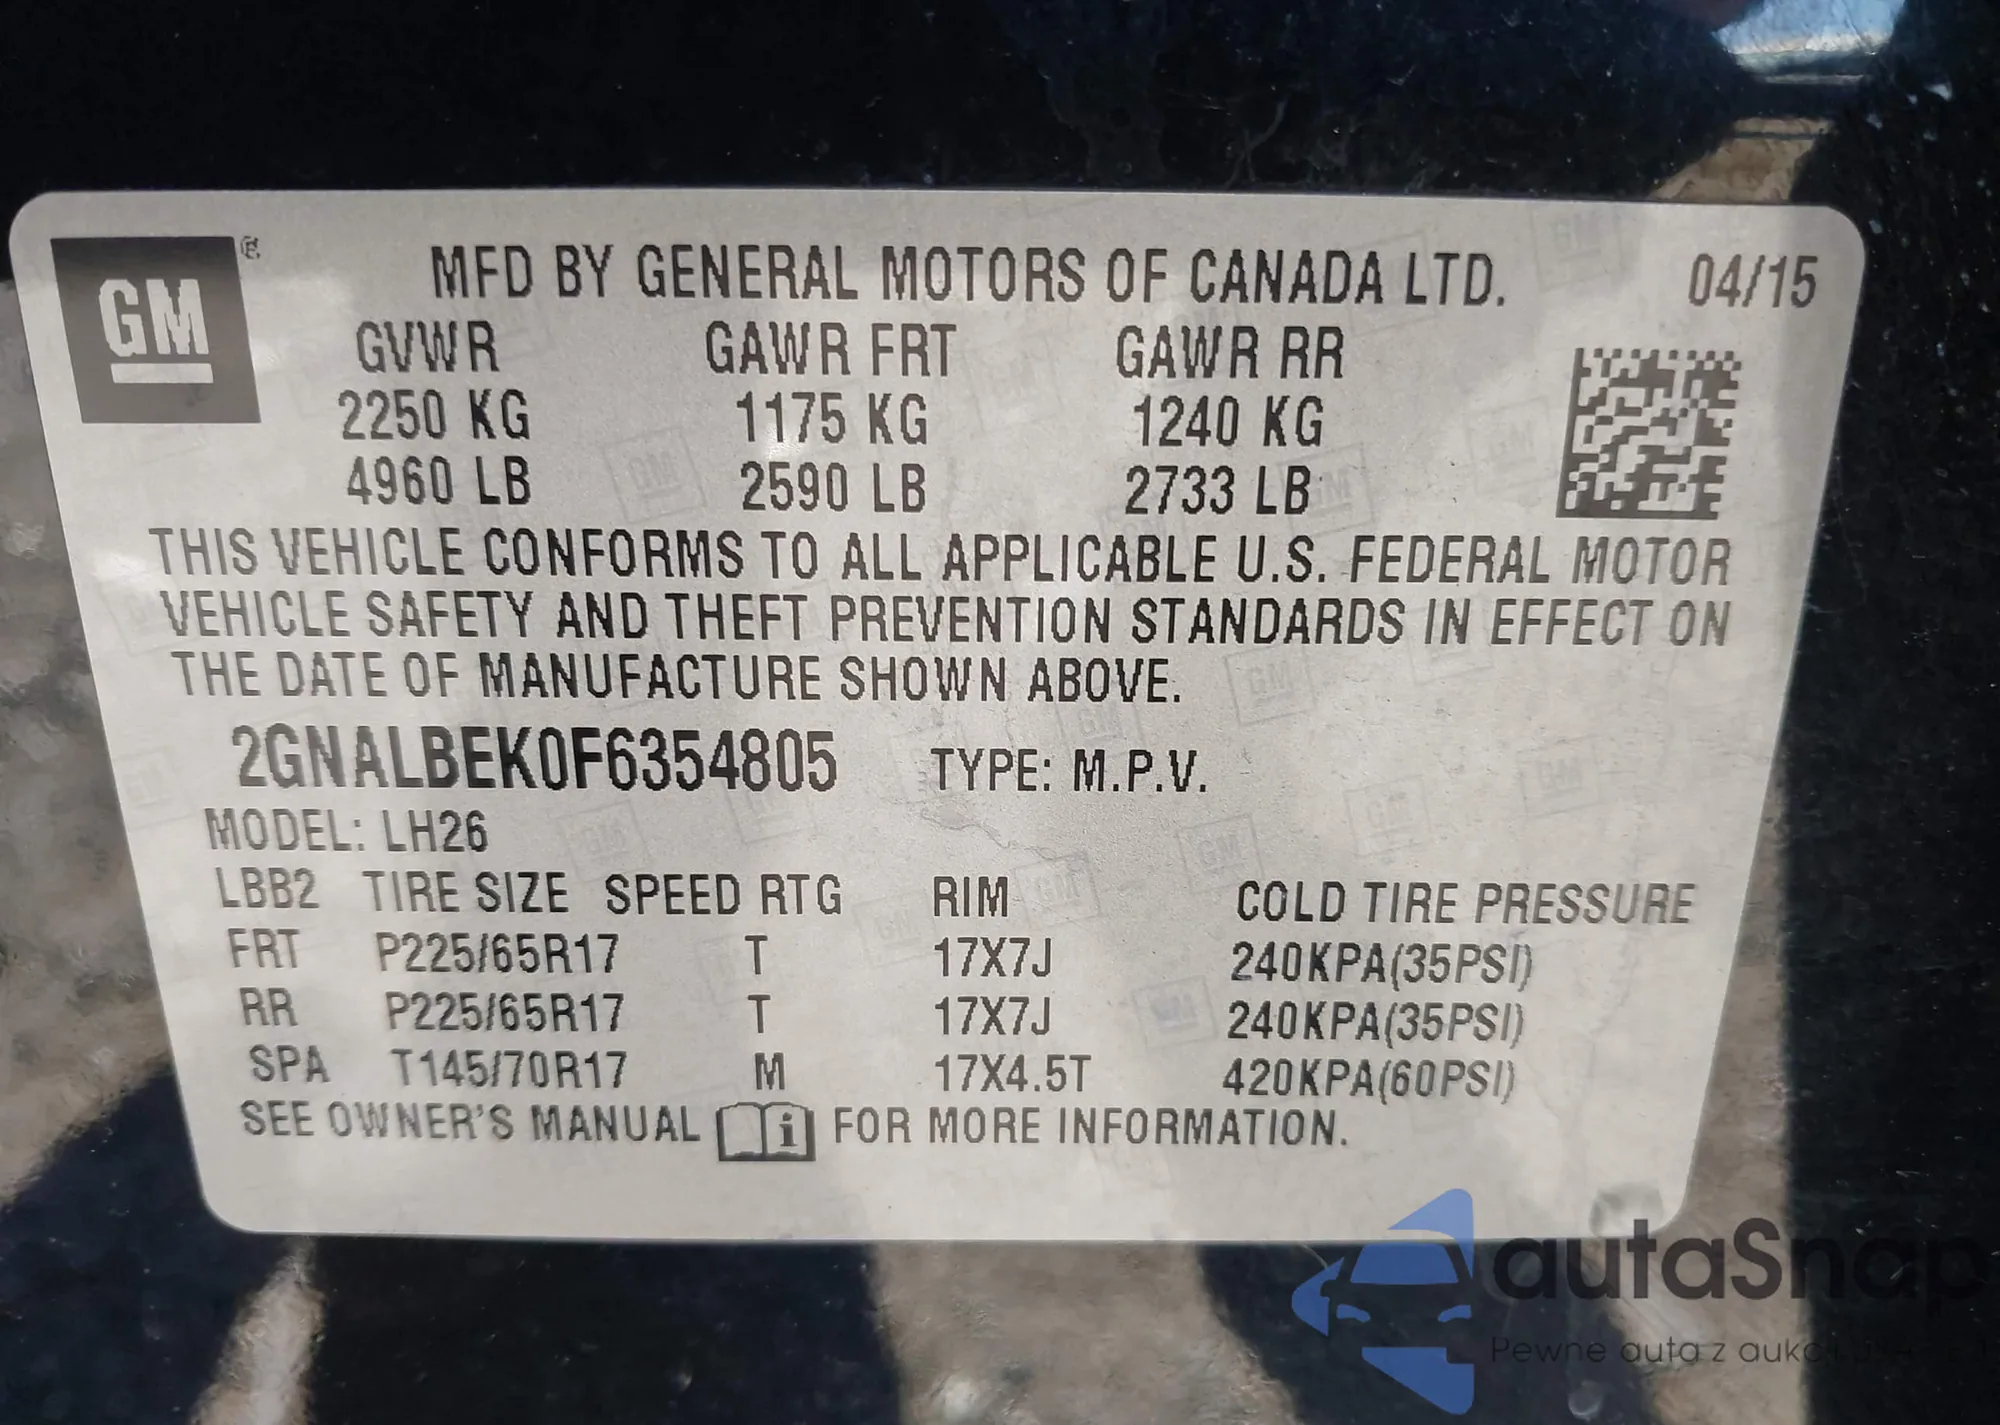 GM
MFD BY GENERAL MOTORS OF CANADA LTD. 04/15
GVWR GAWR FRT GAWR RR
2250 KG 1175 KG 1240 KG
4960 LB 2590 LB 2733 LB
THIS VEHICLE CONFORMS TO ALL APPLICABLE U.S. FEDERAL MOTOR
VEHICLE SAFETY AND THEFT PREVENTION STANDARDS IN EFFECT ON
THE DATE OF MANUFACTURE SHOWN ABOVE.
2GNALBEK0F6354805 TYPE: M.P.V.
MODEL: LH26
LBB2 TIRE SIZE SPEED RTG RIM COLD TIRE PRESSURE
FRT P225/65R17 T 17X7J 240KPA(35PSI)
RR P225/65R17 T 17X7J 240KPA(35PSI)
SPA T145/70R17 M 17X4.5T 420KPA(60PSI)
SEE OWNER'S MANUAL i FOR MORE INFORMATION.
autaSnap
Pewne auta z